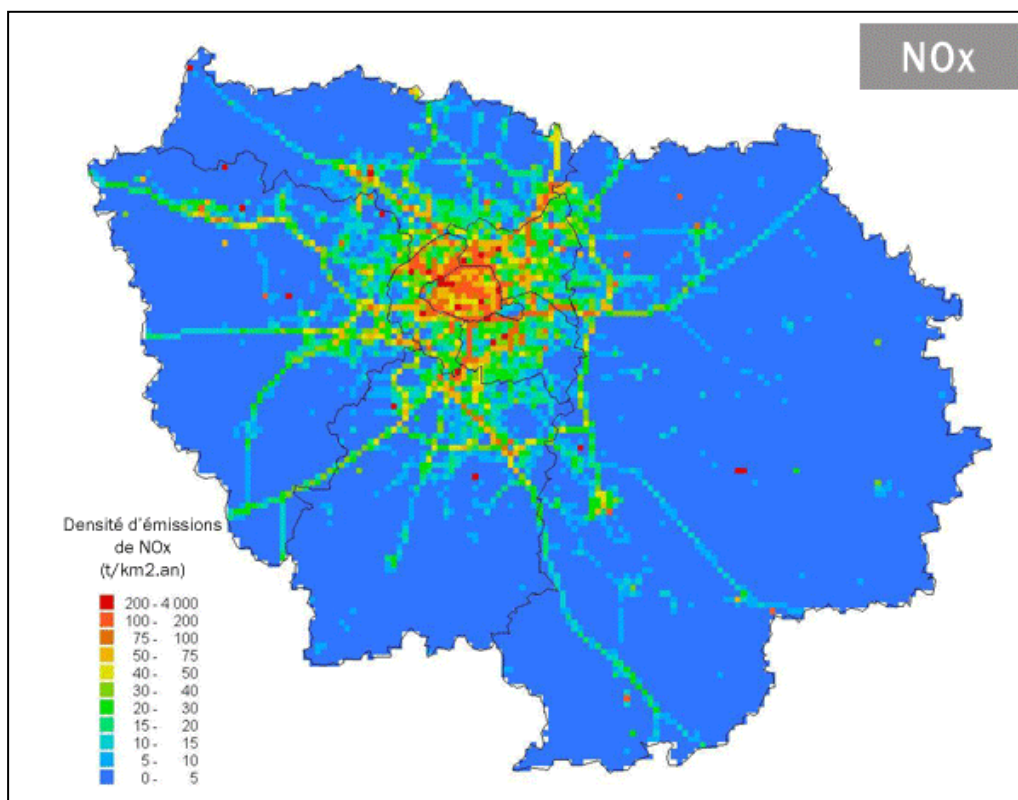 NOx
Densité d'émissions
de NOx
(t/km2.an)
200 - 4 000
100 - 200
75 - 100
50 - 75
40 - 50
30 - 40
20 - 30
15 - 20
10 - 15
5 - 10
0 - 5